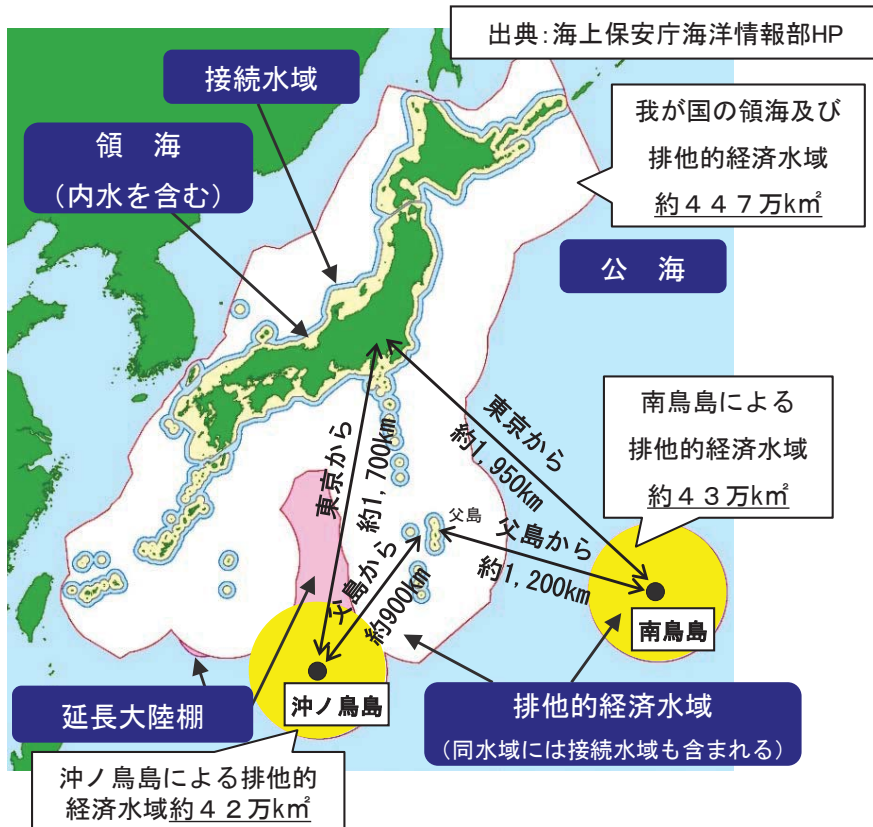 出典：海上保安庁海洋情報部HP
接続水域
領　海
（内水を含む）
我が国の領海及び
排他的経済水域
約４４７万k㎡
公　海
南鳥島による
排他的経済水域
約４３万k㎡
東京から
約1,700km
東京から
約1,950km
父島
父島から
約900km
父島から
約1,200km
南鳥島
沖ノ鳥島
延長大陸棚
排他的経済水域
（同水域には接続水域も含まれる）
沖ノ鳥島による排他的
経済水域約４２万k㎡